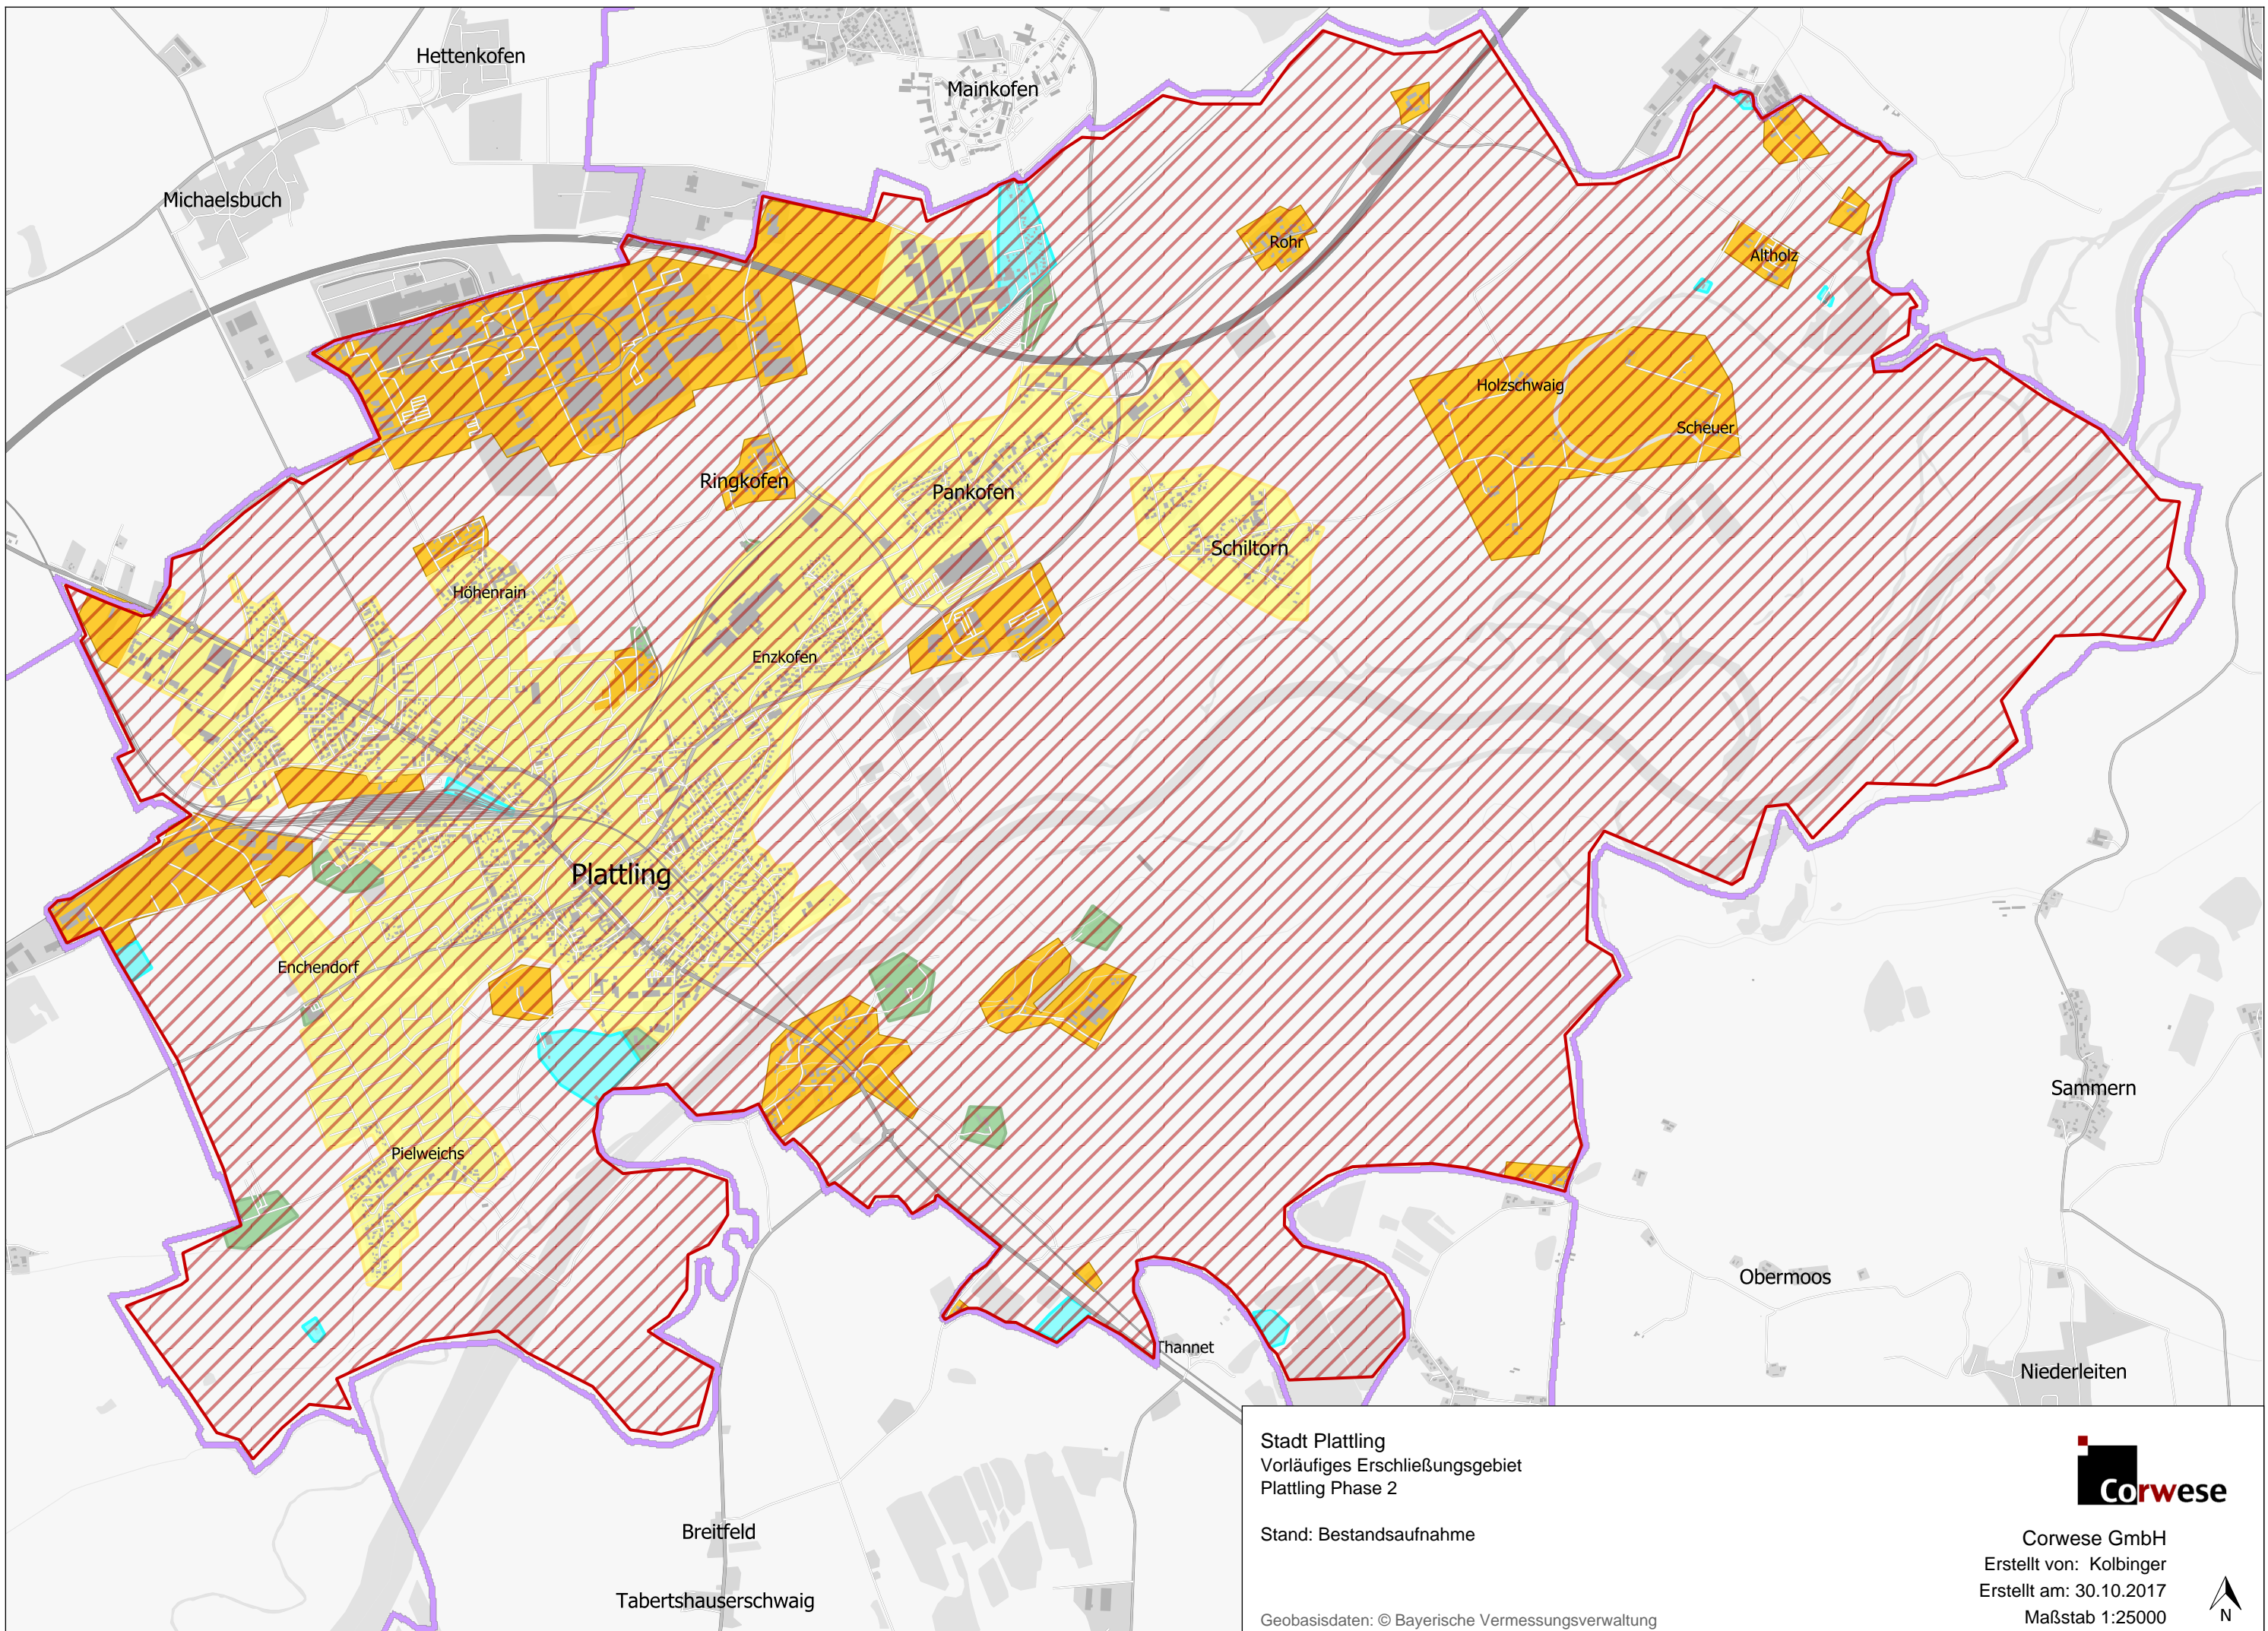 Hettenkofen
Mainkofen
Michaelsbuch
Rohr
Altholz
Holzschwaig
Scheuer
Ringkofen
Pankofen
Schiltorn
Höhenrain
Enzkofen
Plattling
Enchendorf
Pielweichs
Sammern
Obermoos
Thannet
Niederleiten
Breitfeld
Tabertshauserschwaig
Stadt Plattling
Vorläufiges Erschließungsgebiet
Plattling Phase 2
Stand: Bestandsaufnahme
Geobasisdaten: © Bayerische Vermessungsverwaltung
Corwese
Corwese GmbH
Erstellt von: Kolbinger
Erstellt am: 30.10.2017
Maßstab 1:25000
N